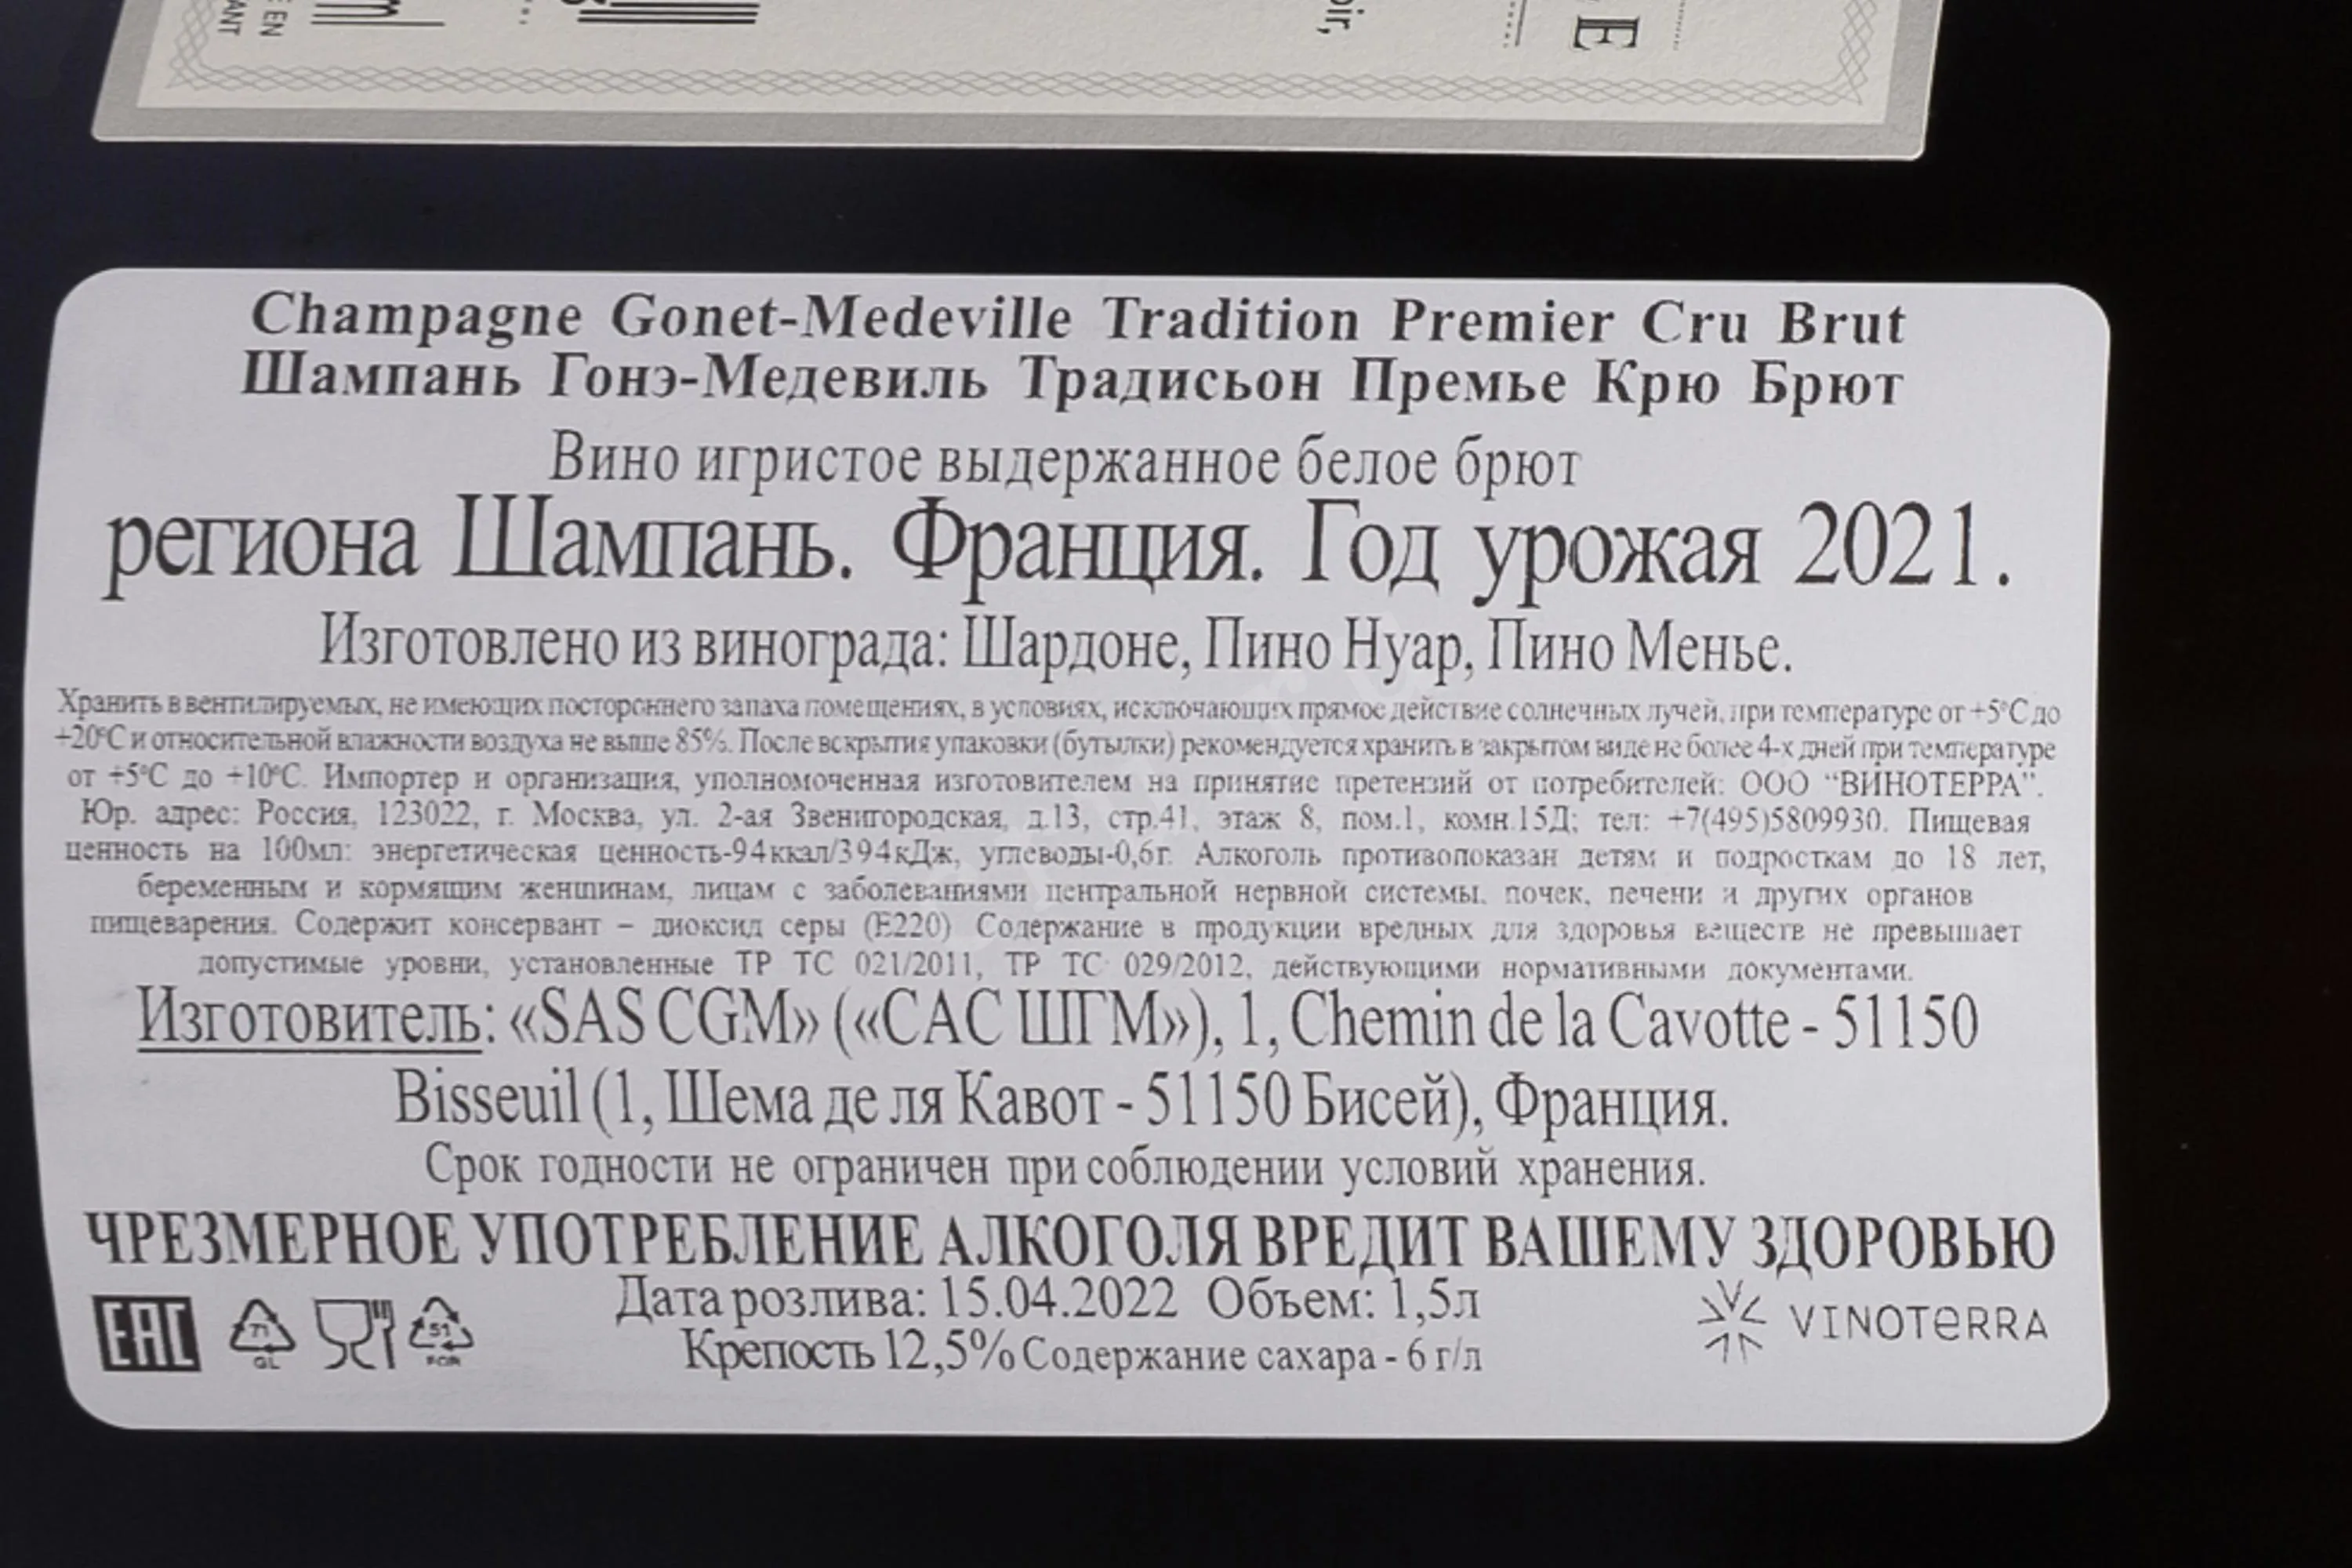 E EN
ANT
oir,
E
Champagne Gonet-Medeville Tradition Premier Cru Brut
Шампань Гонэ-Медевиль Традисьон Премье Крю Брют
Вино игристое выдержанное белое брют
региона Шампань. Франция. Год урожая 2021.
Изготовлено из винограда: Шардоне, Пино Нуар, Пино Менье.
Хранить в вентилируемых, не имеющих постороннего запаха помещениях, в условиях, исключающих прямое действие солнечных лучей, при температуре от +5°С до
+20°С и относительной влажности воздуха не выше 85%. После вскрытия упаковки (бутылки) рекомендуется хранить в закрытом виде не более 4-х дней при температуре
от +5°С до +10°С. Импортер и организация, уполномоченная изготовителем на принятие претензий от потребителей: ООО “ВИНОТЕРРА”.
Юр. адрес: Россия, 123022, г. Москва, ул. 2-ая Звенигородская, д.13, стр.41, этаж 8, пом.1, комн.15Д; тел: +7(495)5809930. Пищевая
ценность на 100мл: энергетическая ценность-94ккал/394кДж, углеводы-0,6г. Алкоголь противопоказан детям и подросткам до 18 лет,
беременным и кормящим женщинам, лицам с заболеваниями центральной нервной системы, почек, печени и других органов
пищеварения. Содержит консервант – диоксид серы (Е220) Содержание в продукции вредных для здоровья веществ не превышает
допустимые уровни, установленные ТР ТС 021/2011, ТР ТС 029/2012, действующими нормативными документами.
Изготовитель: «SAS CGM» («САС ШГМ»), 1, Chemin de la Cavotte - 51150
Bisseuil (1, Шема де ля Кавот - 51150 Бисей), Франция.
Срок годности не ограничен при соблюдении условий хранения.
ЧРЕЗМЕРНОЕ УПОТРЕБЛЕНИЕ АЛКОГОЛЯ ВРЕДИТ ВАШЕМУ ЗДОРОВЬЮ
Дата розлива: 15.04.2022 Объем: 1,5л
Крепость 12,5% Содержание сахара - 6 г/л
EAC
71
GL
51
FOR
VINOTeRRA